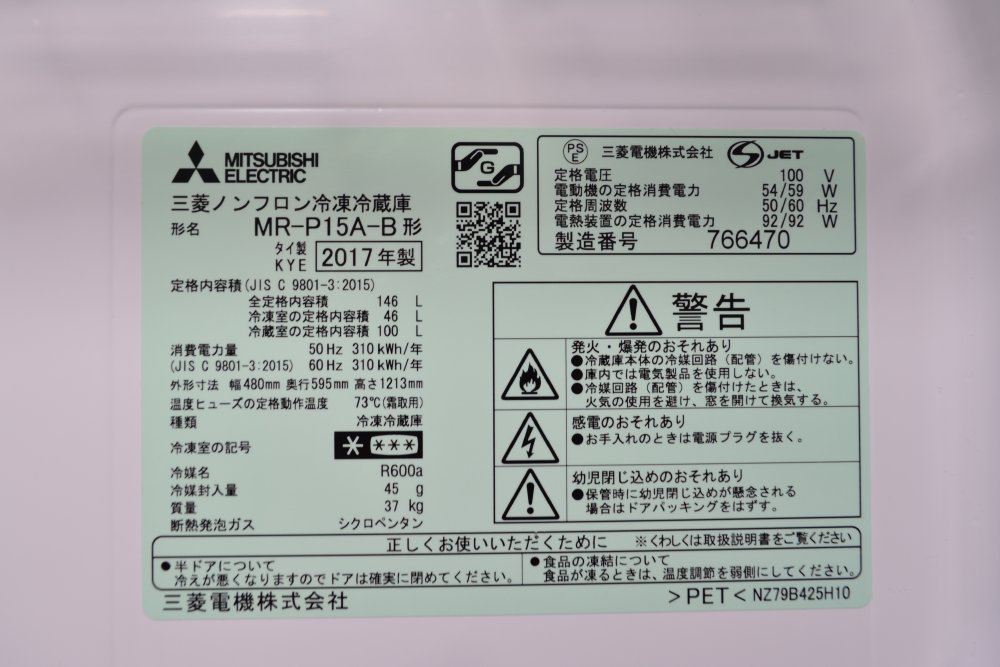 MITSUBISHI
ELECTRIC
G
三菱ノンフロン冷凍冷蔵庫
形名 MR-P15A-B 形
タイ製
KYE 2017年製
定格内容積(JIS C 9801-3:2015)
全定格内容積 146 L
冷凍室の定格内容積 46 L
冷蔵室の定格内容積 100 L
消費電力量 50Hz 310kWh/年
(JIS C 9801-3:2015) 60Hz 310kWh/年
外形寸法 幅480mm 奥行595mm 高さ1213mm
温度ヒューズの定格動作温度 73℃(霜取用)
種類 冷凍冷蔵庫
冷凍室の記号 * ***
冷媒名 R600a
冷媒封入量 45 g
質量 37 kg
断熱発泡ガス シクロペンタン
PSE 三菱電機株式会社 JET
定格電圧 100 V
電動機の定格消費電力 54/59 W
定格周波数 50/60 Hz
電熱装置の定格消費電力 92/92 W
製造番号 766470
警告
発火・爆発のおそれあり
●冷蔵庫本体の冷媒回路(配管)を傷付けない。
●庫内では電気製品を使用しない。
●冷媒回路(配管)を傷付けたときは、
火気の使用を避け、窓を開けて換気する。
感電のおそれあり
●お手入れのときは電源プラグを抜く。
幼児閉じ込めのおそれあり
●保管時に幼児閉じ込めが懸念される
場合はドアパッキングをはずす。
正しくお使いいただくために ※くわしくは取扱説明書をご覧ください
●半ドアについて
冷えが悪くなりますのでドアは確実に閉めてください。
●食品の凍結について
食品が凍るときは、温度調節を弱側にしてください。
三菱電機株式会社
>PET< NZ79B425H10